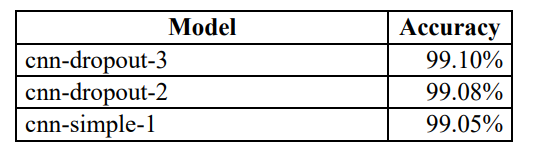 Model Accuracy
cnn-dropout-3 99.10%
cnn-dropout-2 99.08%
cnn-simple-1 99.05%